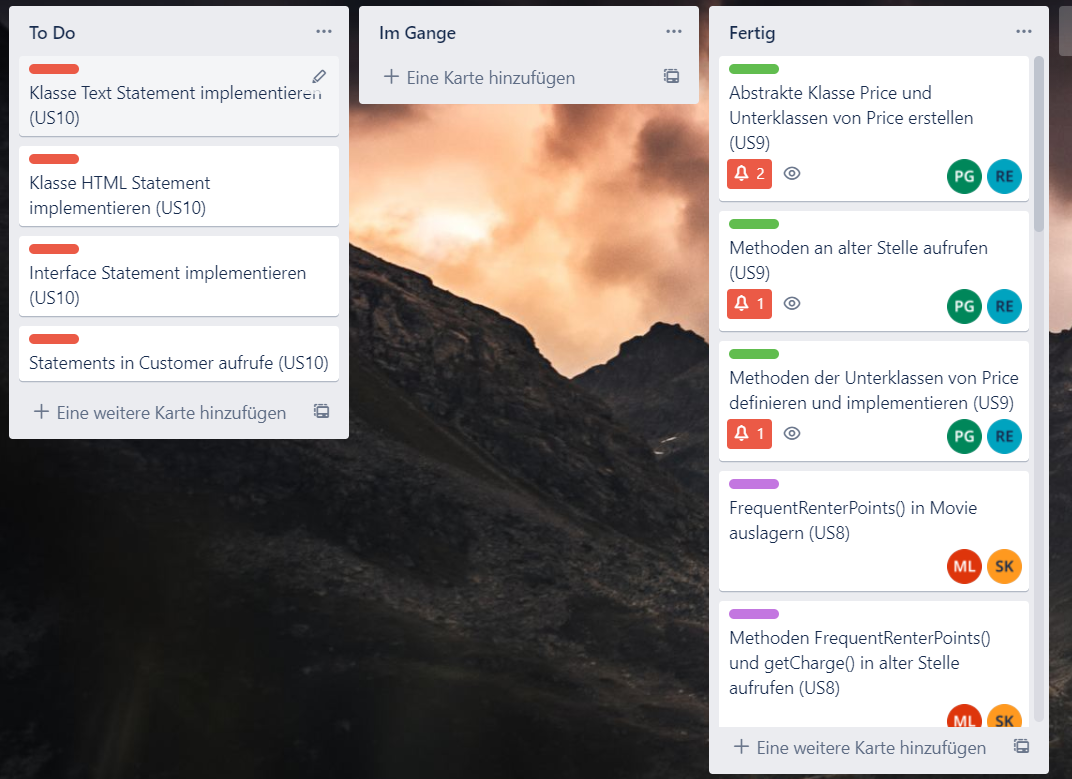 To Do
Klasse Text Statement implementieren
(US10)
Klasse HTML Statement
implementieren (US10)
Interface Statement implementieren
(US10)
Statements in Customer aufrufe (US10)
Eine weitere Karte hinzufügen
Im Gange
Eine Karte hinzufügen
Fertig
Abstrakte Klasse Price und
Unterklassen von Price erstellen
(US9)
2
PG RE
Methoden an alter Stelle aufrufen
(US9)
1
PG RE
Methoden der Unterklassen von Price
definieren und implementieren (US9)
1
PG RE
FrequentRenterPoints() in Movie
auslagern (US8)
ML SK
Methoden FrequentRenterPoints()
und getCharge() in alter Stelle
aufrufen (US8)
ML SK
Eine weitere Karte hinzufügen